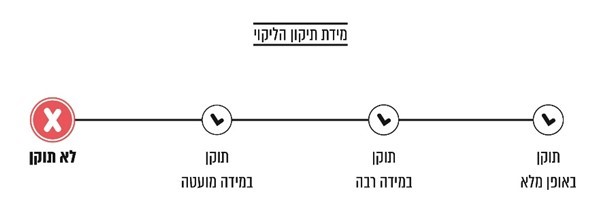 מידת תיקון הליקוי
תוקן
באופן מלא
תוקן
במידה רבה
תוקן
במידה מועטה
לא תוקן